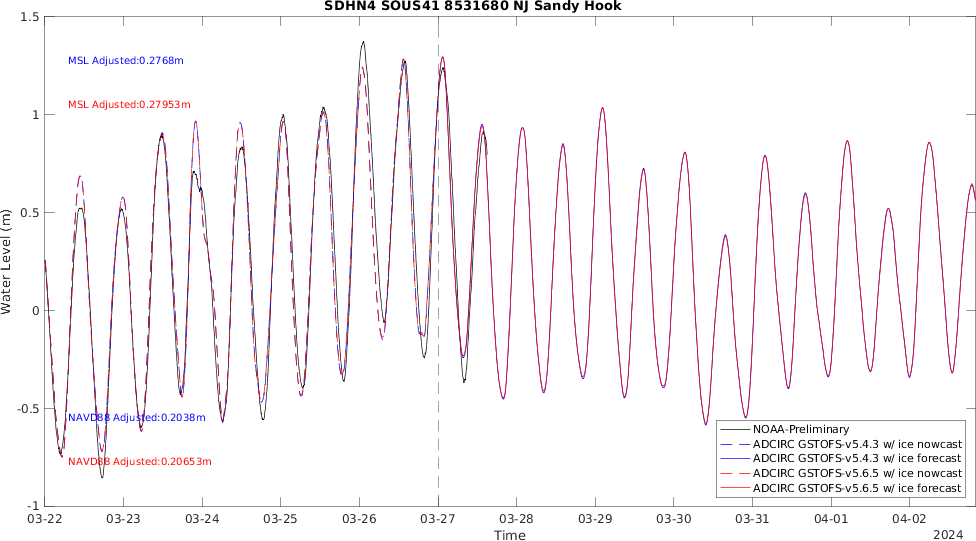 SDHN4 SOUS41 8531680 NJ Sandy Hook
1.5
1
0.5
0
-0.5
-1
Water Level (m)
MSL Adjusted:0.2768m
MSL Adjusted:0.27953m
NAVD88 Adjusted:0.2038m
NAVD88 Adjusted:0.20653m
NOAA-Preliminary
ADCIRC GSTOFS-v5.4.3 w/ ice nowcast
ADCIRC GSTOFS-v5.4.3 w/ ice forecast
ADCIRC GSTOFS-v5.6.5 w/ ice nowcast
ADCIRC GSTOFS-v5.6.5 w/ ice forecast
03-22 03-23 03-24 03-25 03-26 03-27 03-28 03-29 03-30 03-31 04-01 04-02
Time
2024